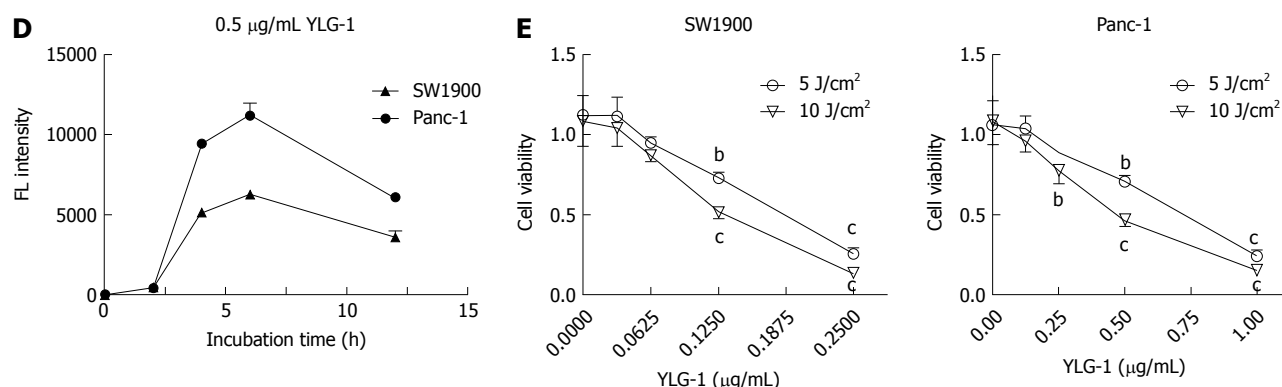 D
0.5 μg/mL YLG-1
FL intensity
15000
10000
5000
0
SW1900
Panc-1
0
5
10
15
Incubation time (h)
E
SW1900
Cell viability
1.5
1.0
0.5
0.0
5 J/cm²
10 J/cm²
b
c
c
c
0.0000
0.0625
0.1250
0.1875
0.2500
YLG-1 (μg/mL)
Panc-1
Cell viability
1.5
1.0
0.5
0.0
5 J/cm²
10 J/cm²
b
b
c
c
c
0.00
0.25
0.50
0.75
1.00
YLG-1 (μg/mL)